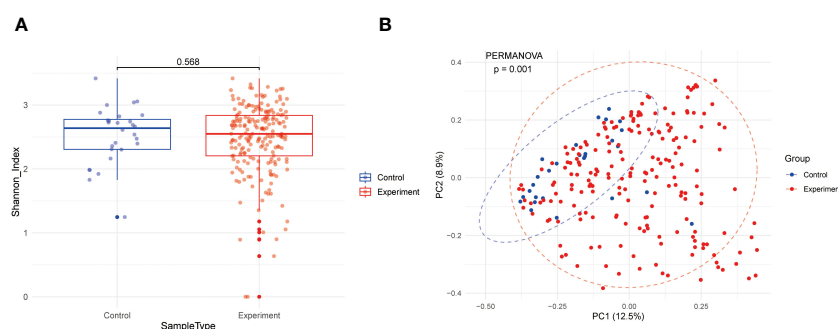 A
B
0.568
3
2
1
0
Shannon_Index
Control
Experiment
SampleType
Control
Experiment
PERMANOVA
p = 0.001
0.4
0.2
0.0
−0.2
−0.4
PC2 (8.9%)
−0.50
−0.25
0.00
0.25
PC1 (12.5%)
Group
Control
Experimer